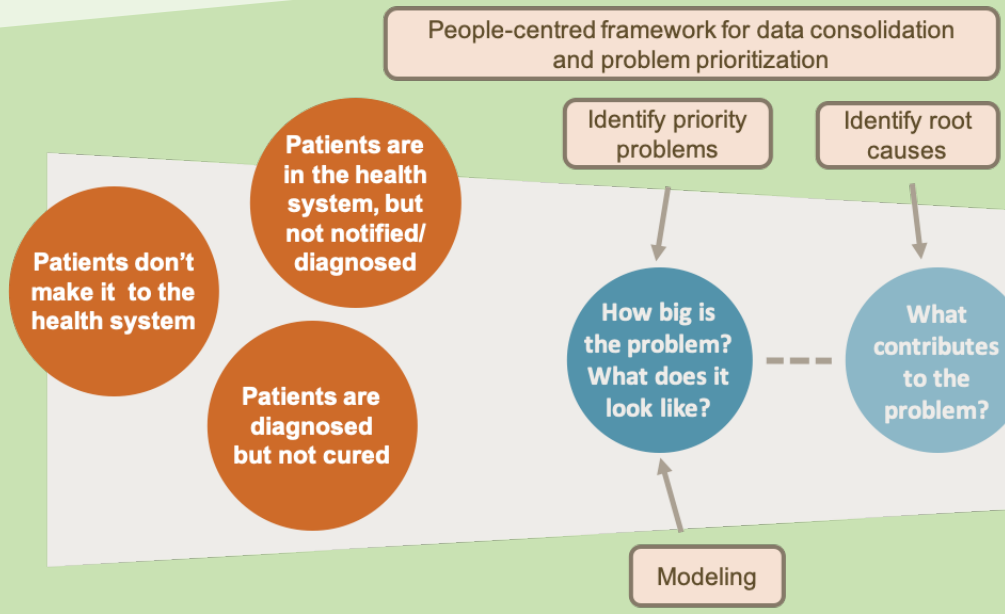 People-centred framework for data consolidation
and problem prioritization
Identify priority
problems
Identify root
causes
Patients are
in the health
system, but
not notified/
diagnosed
Patients don’t
make it to the
health system
Patients are
diagnosed
but not cured
How big is
the problem?
What does it
look like?
What
contributes
to the
problem?
Modeling